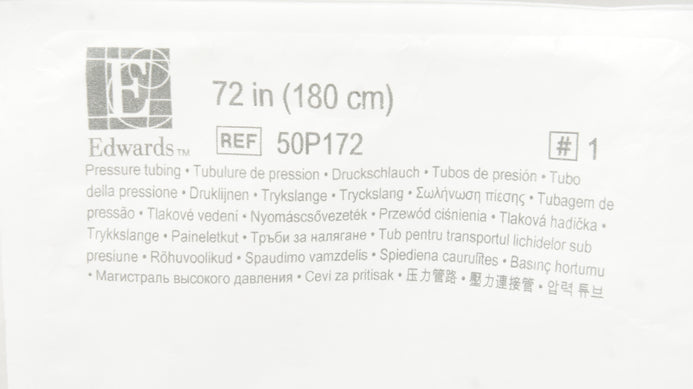 E
72 in (180 cm)
Edwards™
REF 50P172
# 1
Pressure tubing • Tubulure de pression • Druckschlauch • Tubos de presión • Tubo
della pressione • Druklijnen • Trykslange • Tryckslang • Σωλήνωση πίεσης • Tubagem de
pressão • Tlakové vedení • Nyomáscsővezeték • Przewód ciśnienia • Tlaková hadička •
Trykkslange • Paineletkut • Тръби за налягане • Tub pentru transportul lichidelor sub
presiune • Rõhuvoolikud • Spaudimo vamzdelis • Spiediena caurulītes • Basınç hortumu
• Магистраль высокого давления • Cevi za pritisak • 压力管路 • 壓力連接管 • 압력 튜브